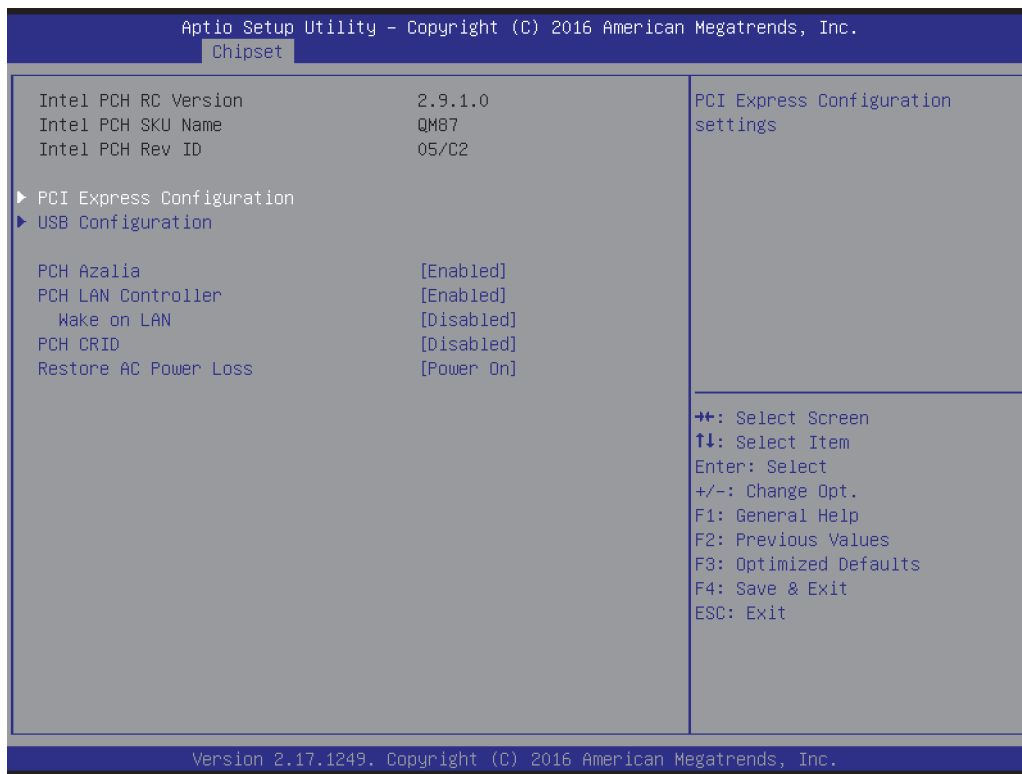 Aptio Setup Utility – Copyright (C) 2016 American Megatrends, Inc.
Chipset
Intel PCH RC Version 2.9.1.0
Intel PCH SKU Name QM87
Intel PCH Rev ID 05/C2
▶ PCI Express Configuration
▶ USB Configuration
PCH Azalia [Enabled]
PCH LAN Controller [Enabled]
Wake on LAN [Disabled]
PCH CRID [Disabled]
Restore AC Power Loss [Power On]
PCI Express Configuration
settings
→←: Select Screen
↑↓: Select Item
Enter: Select
+/-: Change Opt.
F1: General Help
F2: Previous Values
F3: Optimized Defaults
F4: Save & Exit
ESC: Exit
Version 2.17.1249. Copyright (C) 2016 American Megatrends, Inc.